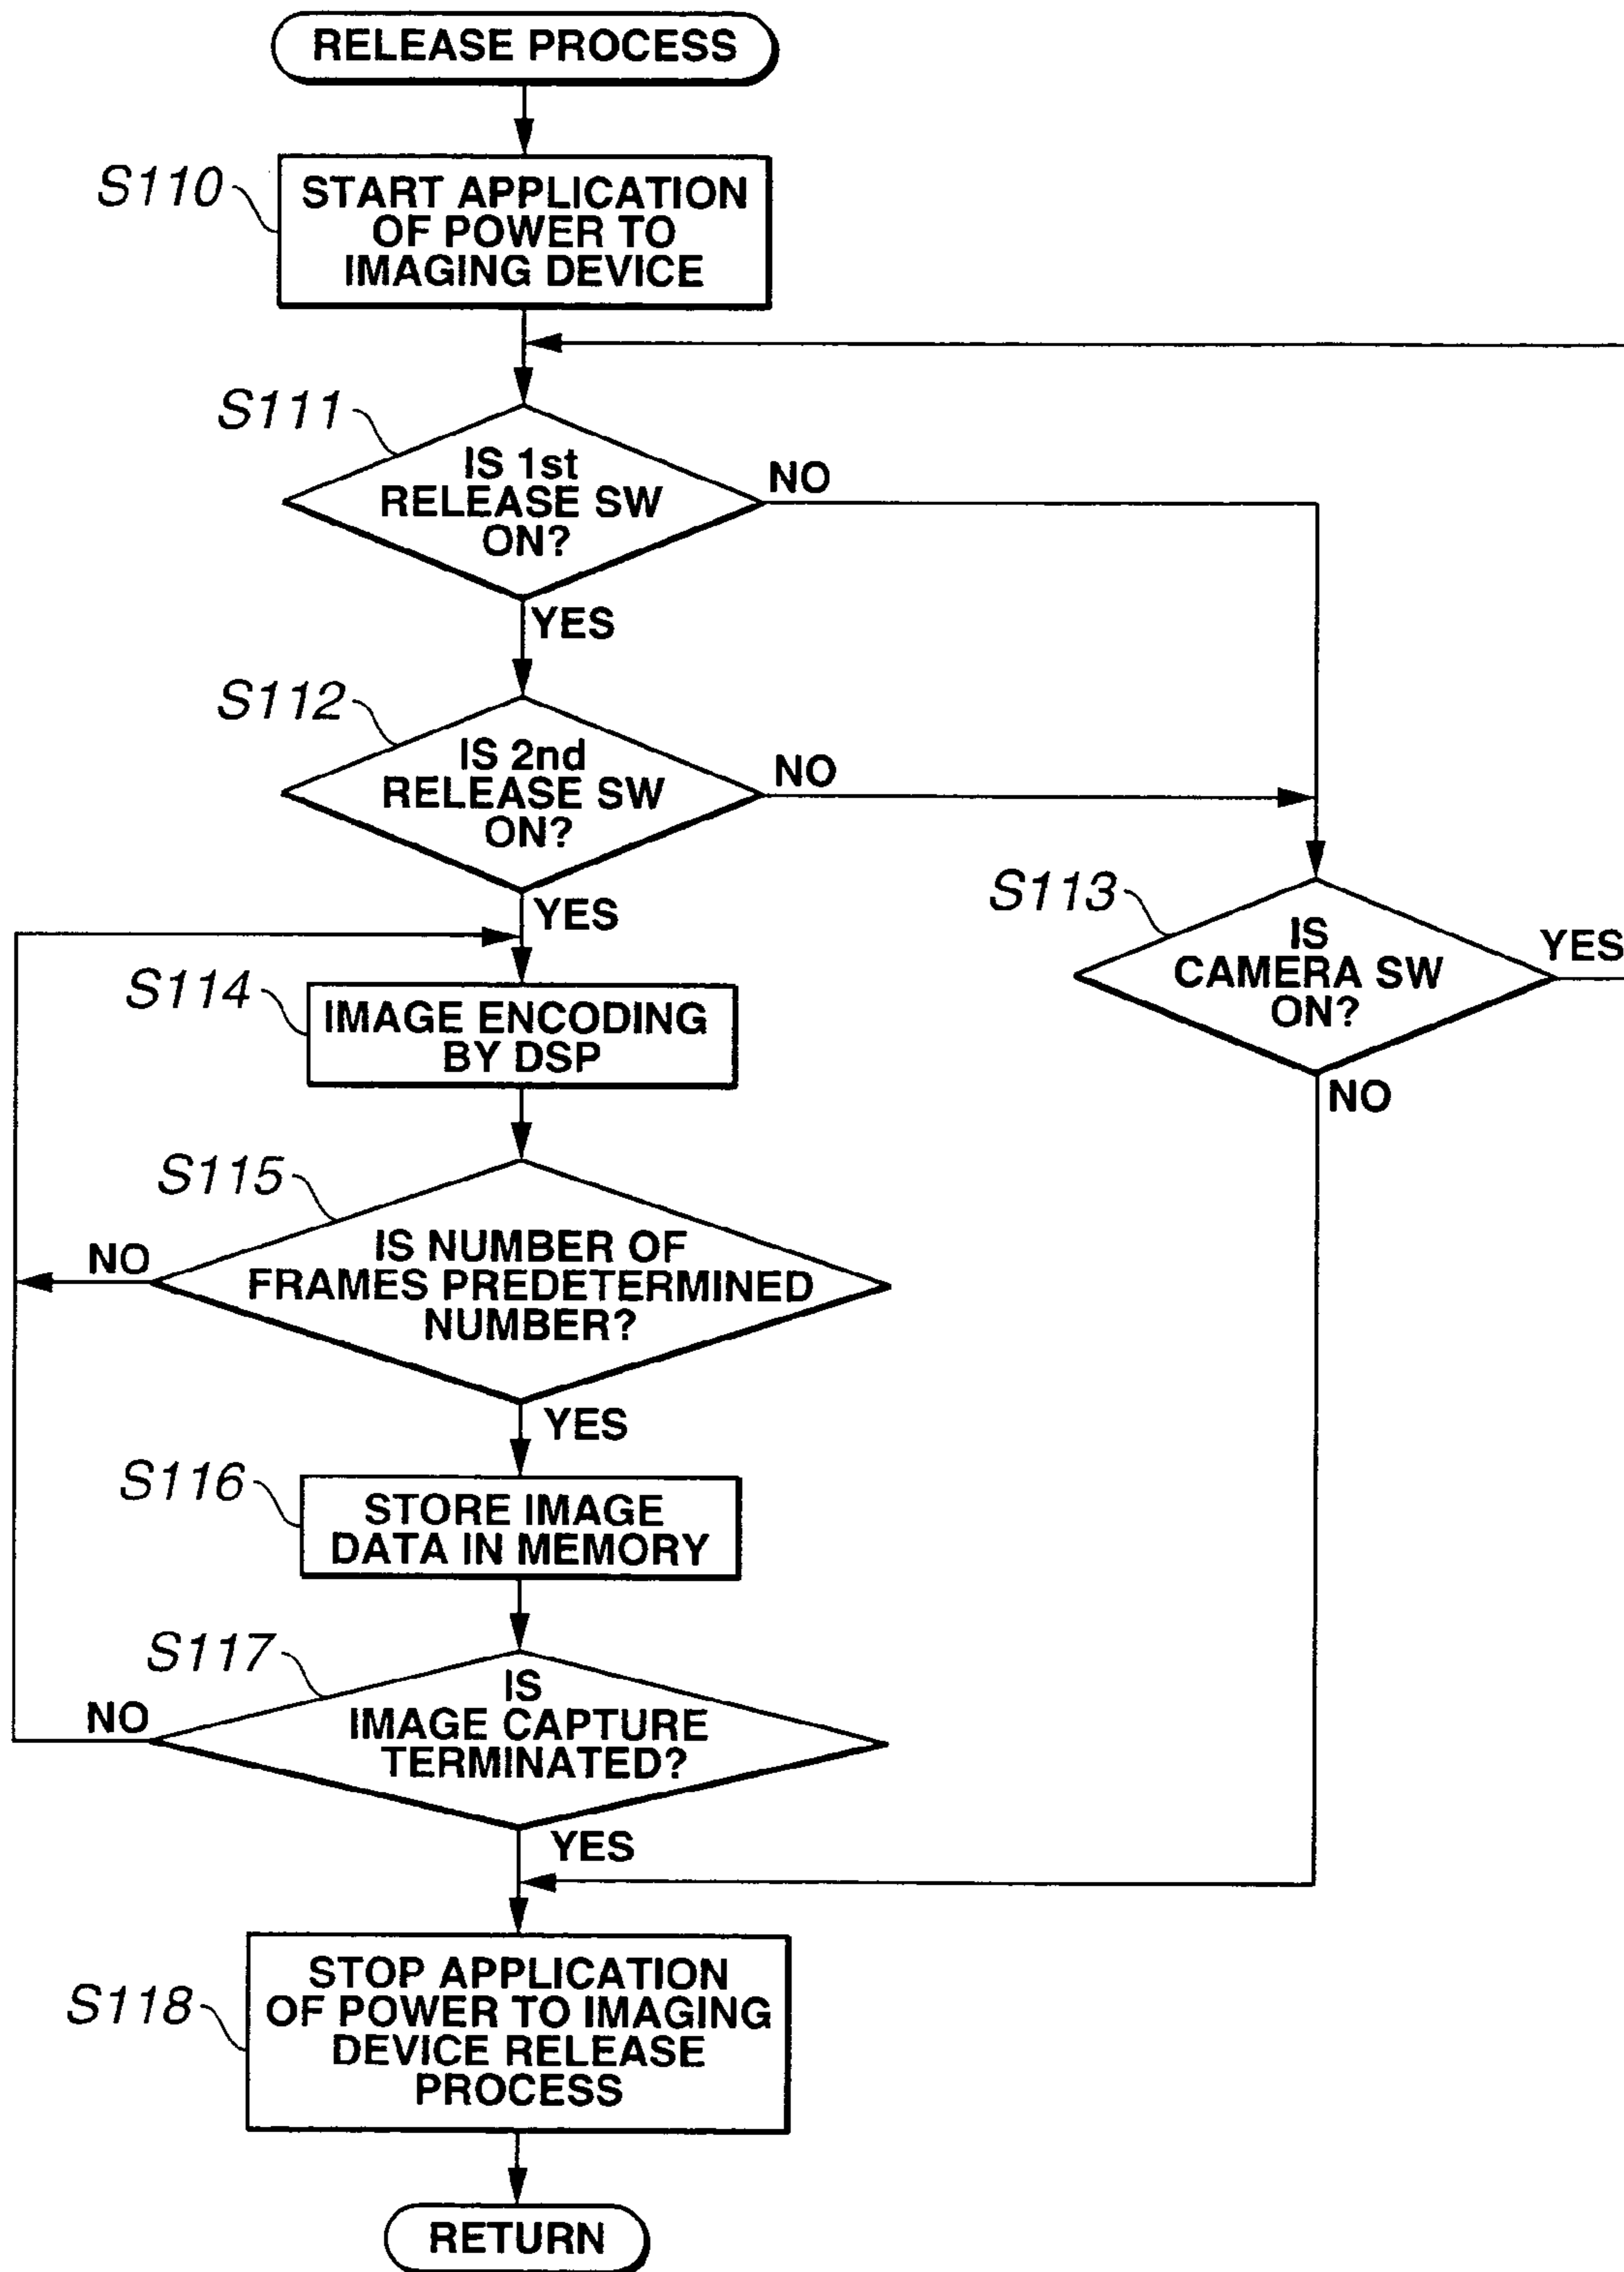 RELEASE PROCESS
S110
START APPLICATION
OF POWER TO
IMAGING DEVICE
S111
IS 1st
RELEASE SW
ON?
NO
YES
S112
IS 2nd
RELEASE SW
ON?
NO
YES
S113
IS
CAMERA SW
ON?
YES
NO
S114
IMAGE ENCODING
BY DSP
S115
IS NUMBER OF
FRAMES PREDETERMINED
NUMBER?
NO
YES
S116
STORE IMAGE
DATA IN MEMORY
S117
IS
IMAGE CAPTURE
TERMINATED?
NO
YES
S118
STOP APPLICATION
OF POWER TO IMAGING
DEVICE RELEASE
PROCESS
RETURN